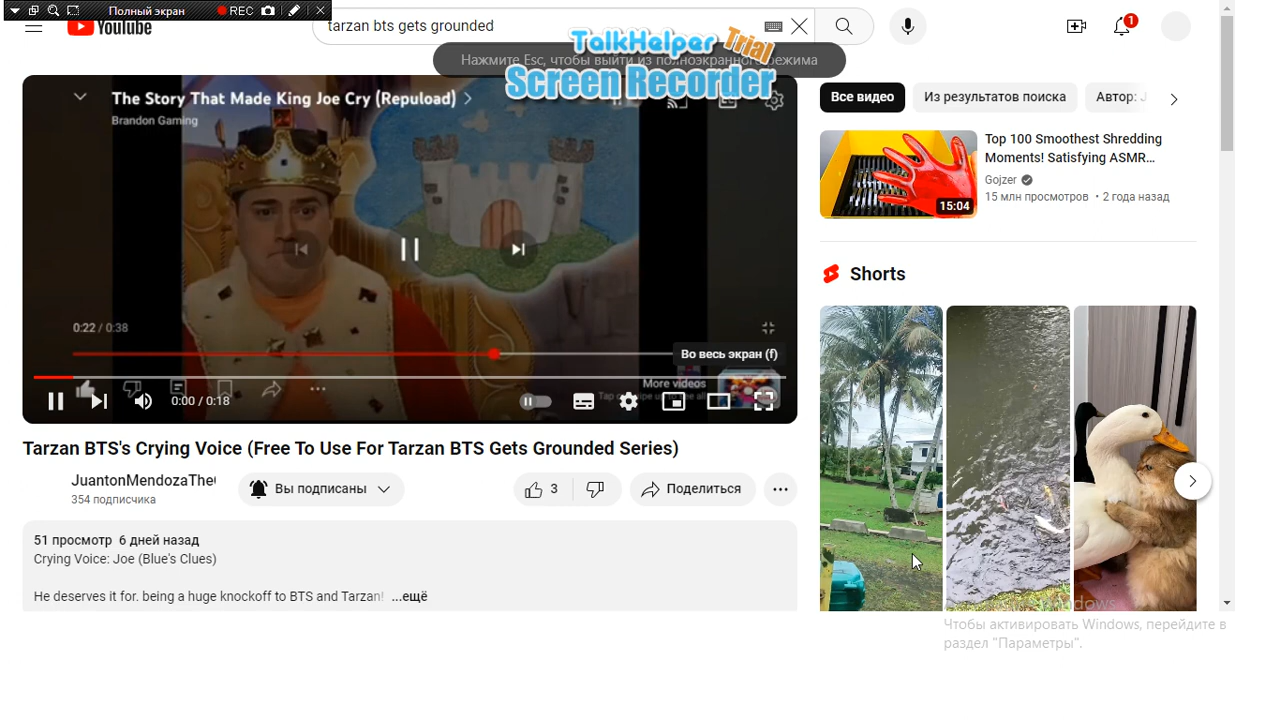 Полный экран
REC
YouTube
tarzan bts gets grounded
1
TalkHelper Trial
Screen Recorder
Нажмите Esc, чтобы выйти из полноэкранного режима
The Story That Made King Joe Cry (Repuload)
Brandon Gaming
0:22 / 0:38
Во весь экран (f)
More videos
0:00 / 0:18
Tarzan BTS's Crying Voice (Free To Use For Tarzan BTS Gets Grounded Series)
JuantonMendozaThe
354 подписчика
Вы подписаны
3
Поделиться
51 просмотр 6 дней назад
Crying Voice: Joe (Blue's Clues)
He deserves it for. being a huge knockoff to BTS and Tarzan! ...ещё
Все видео
Из результатов поиска
Автор: J
Top 100 Smoothest Shredding
Moments! Satisfying ASMR...
Gojzer
15 млн просмотров • 2 года назад
15:04
Shorts
Чтобы активировать Windows, перейдите в
раздел "Параметры".